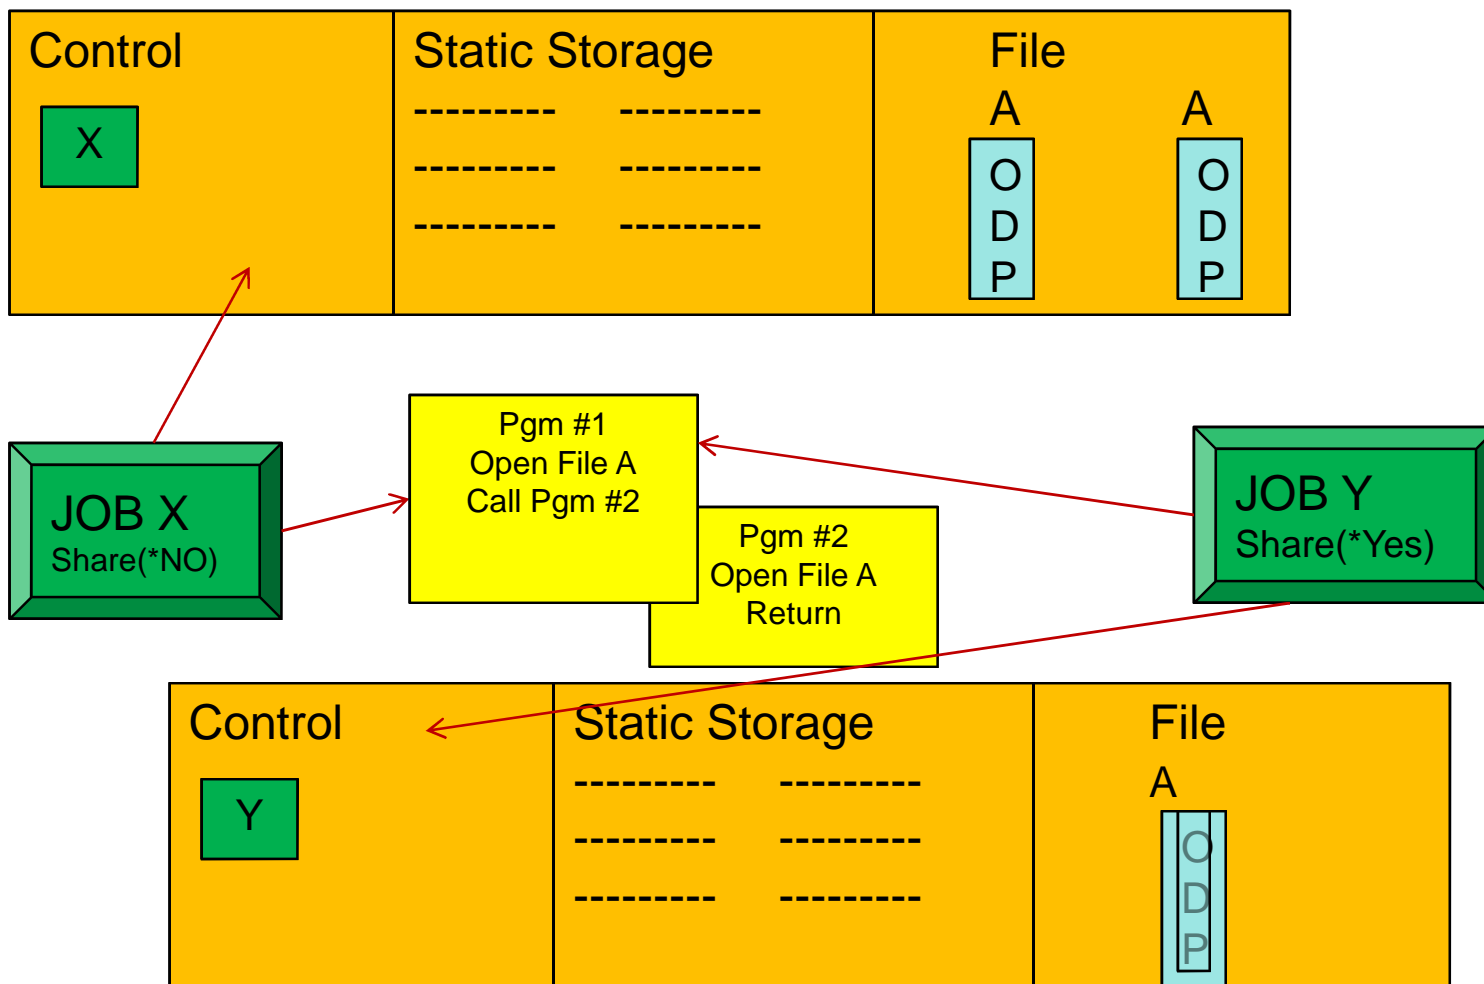 Control
Static Storage
File
X
--------- ---------
--------- ---------
--------- ---------
A A
O O
D D
P P
JOB X
Share(*NO)
Pgm #1
Open File A
Call Pgm #2
Pgm #2
Open File A
Return
JOB Y
Share(*Yes)
Control
Static Storage
File
Y
--------- ---------
--------- ---------
--------- ---------
A
O
D
P